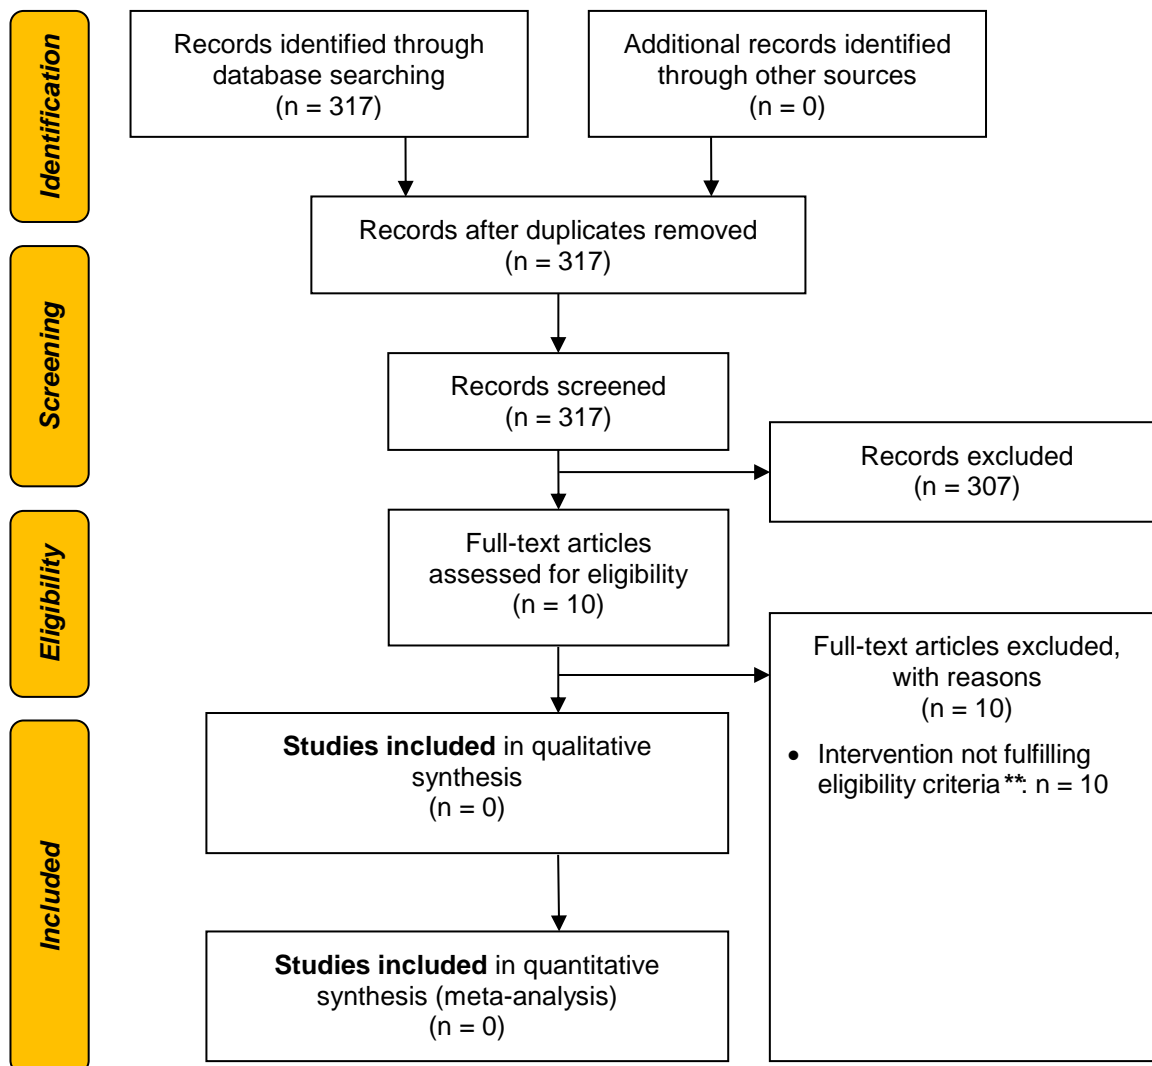 Identification
Records identified through
database searching
(n = 317)
Additional records identified
through other sources
(n = 0)
Records after duplicates removed
(n = 317)
Screening
Records screened
(n = 317)
Records excluded
(n = 307)
Eligibility
Full-text articles
assessed for eligibility
(n = 10)
Full-text articles excluded,
with reasons
(n = 10)
• Intervention not fulfilling
eligibility criteria**: n = 10
Included
Studies included in qualitative
synthesis
(n = 0)
Studies included in quantitative
synthesis (meta-analysis)
(n = 0)